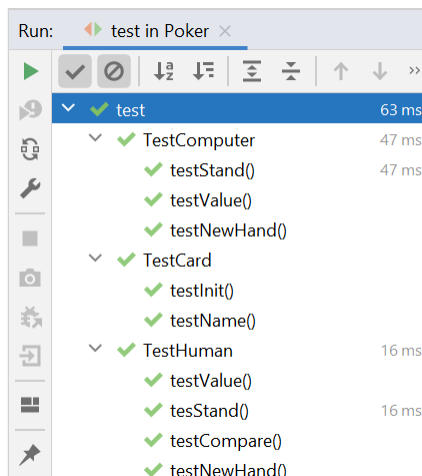 Run: test in Poker
test 63 ms
TestComputer 47 ms
testStand() 47 ms
testValue()
testNewHand()
TestCard
testInit()
testName()
TestHuman 16 ms
testValue()
tesStand() 16 ms
testCompare()
testNewHand()